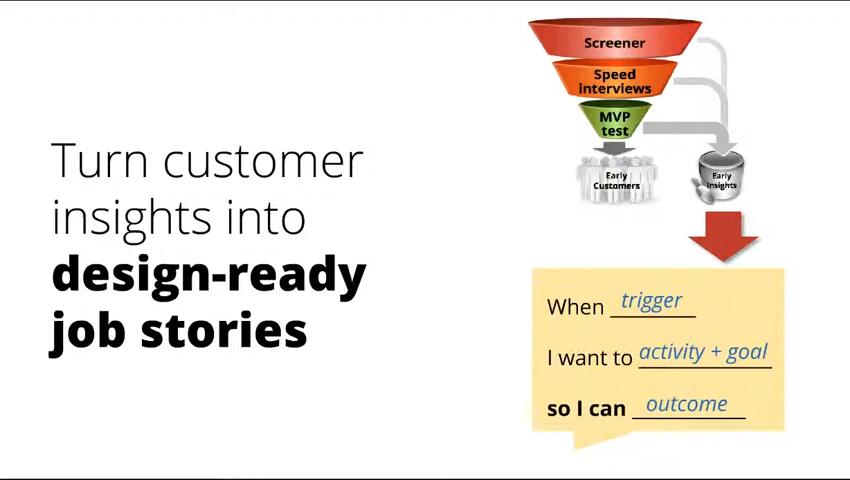 Turn customer
insights into
design-ready
job stories
Screener
Speed
interviews
MVP
test
Early
Customers
Early
Insights
When trigger
I want to activity + goal
so I can outcome